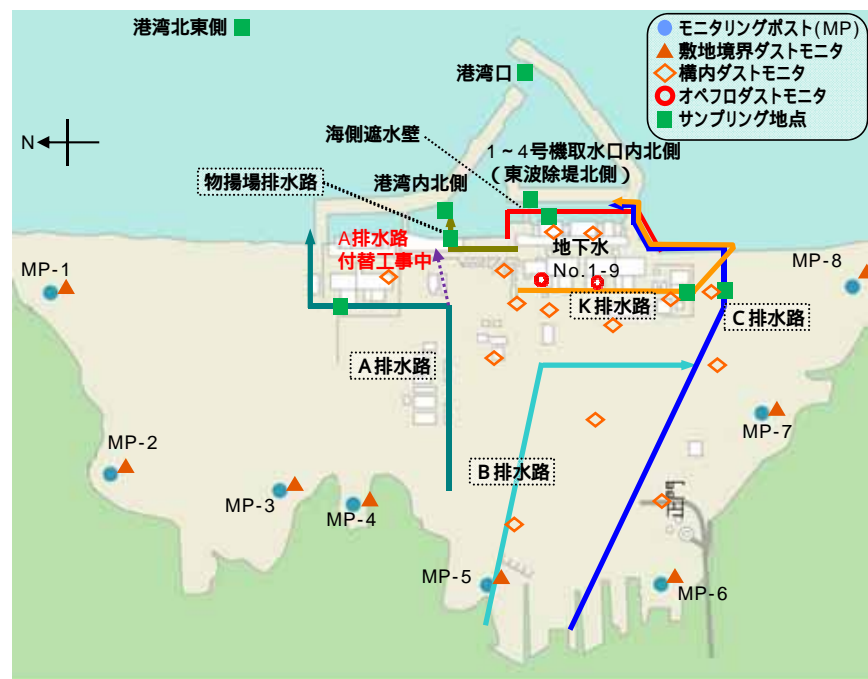 港湾北東側
モニタリングポスト(MP)
敷地境界ダストモニタ
構内ダストモニタ
オペフロダストモニタ
サンプリング地点
港湾口
N
海側遮水壁
1～4号機取水口内北側
（東波除堤北側）
物揚場排水路
港湾内北側
A排水路
付替工事中
地下水
No.1-9
MP-1
MP-8
K排水路
C排水路
A排水路
MP-7
MP-2
B排水路
MP-3
MP-4
正門
MP-5
MP-6